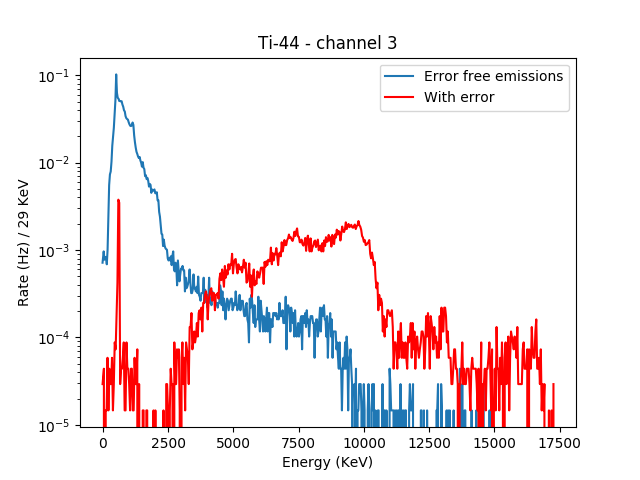 Ti-44 - channel 3
Error free emissions
With error
Rate (Hz) / 29 KeV
10⁻¹
10⁻²
10⁻³
10⁻⁴
10⁻⁵
0 2500 5000 7500 10000 12500 15000 17500
Energy (KeV)